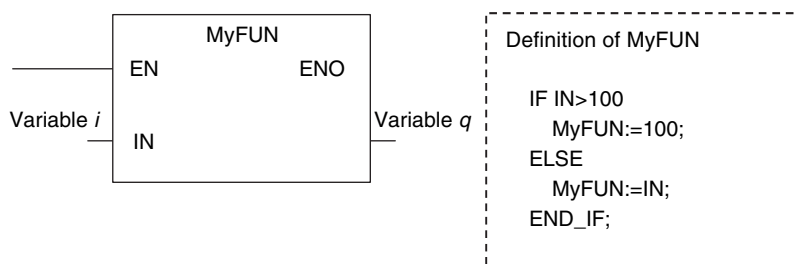 MyFUN
EN ENO
Variable i
IN
Variable q
Definition of MyFUN
IF IN>100
MyFUN:=100;
ELSE
MyFUN:=IN;
END_IF;